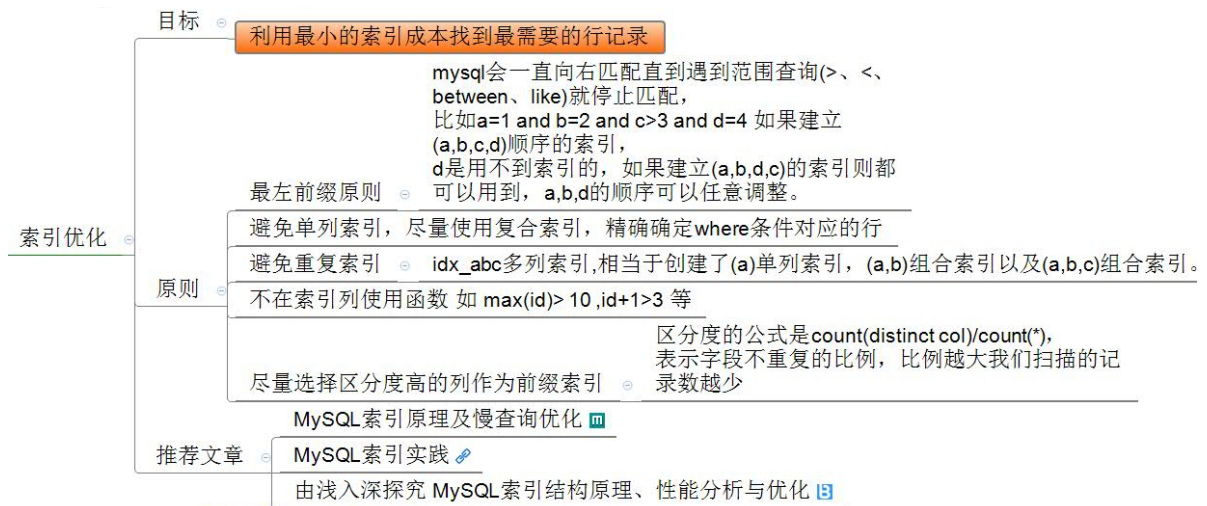 目标
利用最小的索引成本找到最需要的行记录
mysql会一直向右匹配直到遇到范围查询(>、<、
between、like)就停止匹配，
比如a=1 and b=2 and c>3 and d=4 如果建立
(a,b,c,d)顺序的索引，
d是用不到索引的，如果建立(a,b,d,c)的索引则都
最左前缀原则
可以用到，a,b,d的顺序可以任意调整。
避免单列索引，尽量使用复合索引，精确确定where条件对应的行
索引优化
避免重复索引
idx_abc多列索引,相当于创建了(a)单列索引，(a,b)组合索引以及(a,b,c)组合索引。
原则
不在索引列使用函数 如 max(id)> 10 ,id+1>3 等
区分度的公式是count(distinct col)/count(*)，
表示字段不重复的比例，比例越大我们扫描的记
尽量选择区分度高的列作为前缀索引
录数越少
MySQL索引原理及慢查询优化
推荐文章
MySQL索引实践
由浅入深探究 MySQL索引结构原理、性能分析与优化